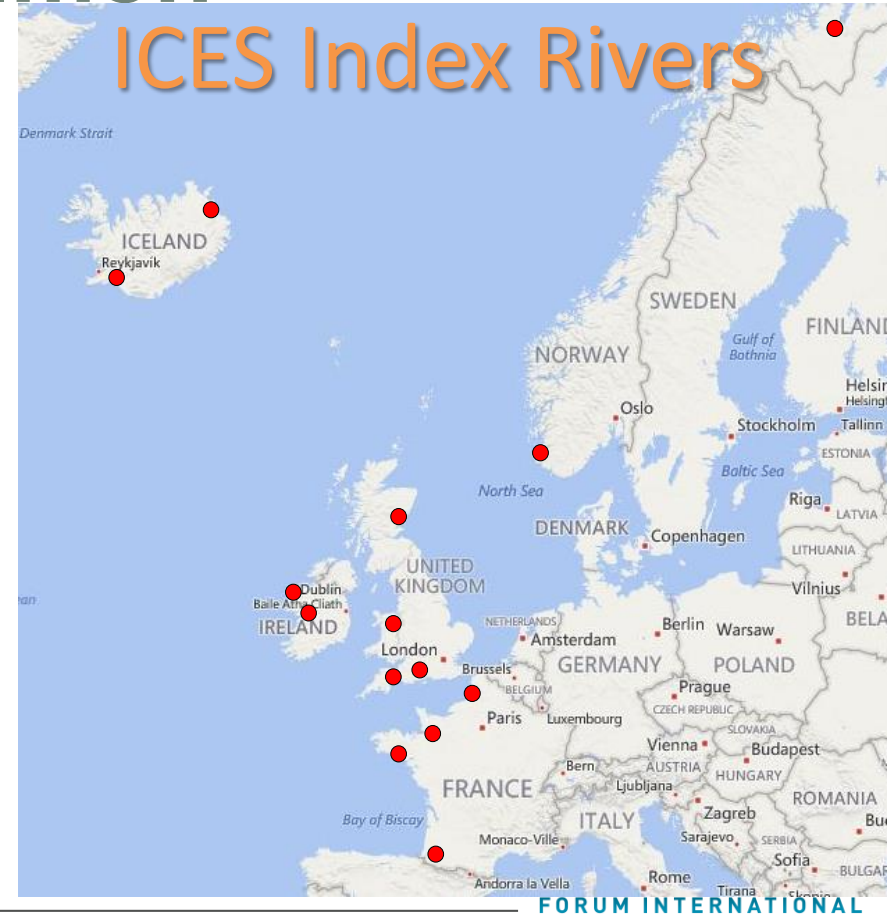 ICES Index Rivers
Denmark Strait
ICELAND
Reykjavík
SWEDEN
FINLAND
NORWAY
Gulf of
Bothnia
Oslo
Stockholm
Tallinn
ESTONIA
Baltic Sea
North Sea
Riga
LATVIA
DENMARK
Copenhagen
LITHUANIA
Vilnius
UNITED
KINGDOM
Dublin
Baile Átha Cliath
IRELAND
NETHERLANDS
Amsterdam
Berlin
Warsaw
London
Brussels
GERMANY
POLAND
BELGIUM
Prague
CZECH REPUBLIC
Paris
Luxembourg
SLOVAKIA
Vienna
Budapest
Bern
AUSTRIA
HUNGARY
FRANCE
Ljubljana
ROMANIA
Zagreb
ITALY
Bay of Biscay
Monaco-Ville
Sarajevo
SERBIA
Sofia
BULGAR
Andorra la Vella
Rome
Tirana
FORUM INTERNATIONAL